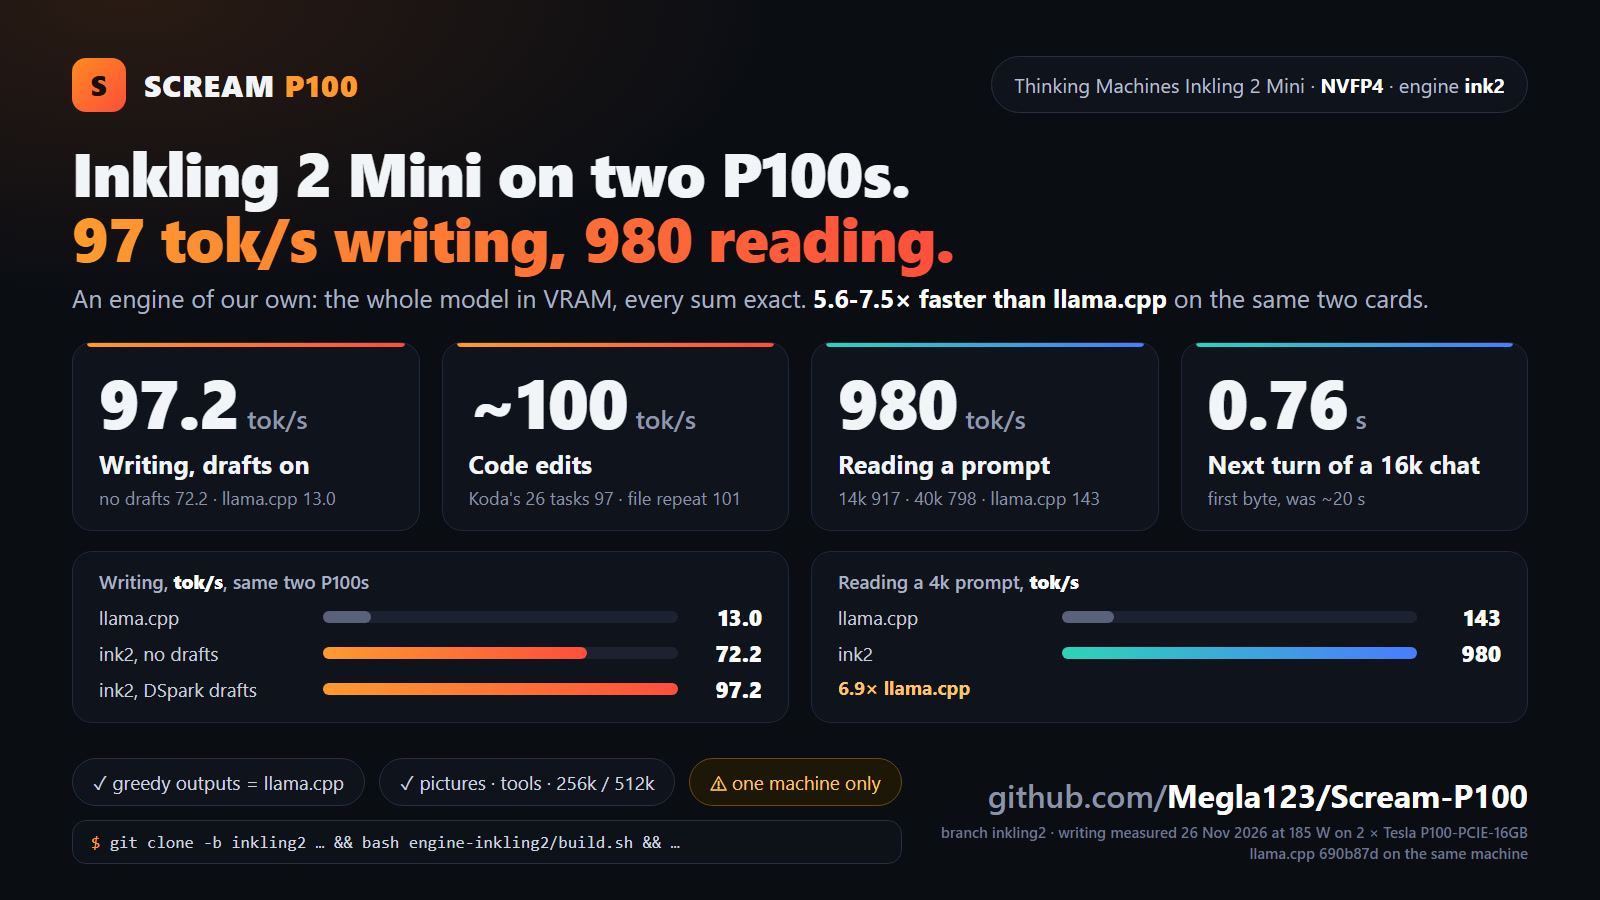 S SCREAM P100
Thinking Machines Inkling 2 Mini · NVFP4 · engine ink2
Inkling 2 Mini on two P100s.
97 tok/s writing, 980 reading.
An engine of our own: the whole model in VRAM, every sum exact. 5.6-7.5× faster than llama.cpp on the same two cards.
97.2 tok/s
Writing, drafts on
no drafts 72.2 · llama.cpp 13.0
~100 tok/s
Code edits
Koda's 26 tasks 97 · file repeat 101
980 tok/s
Reading a prompt
14k 917 · 40k 798 · llama.cpp 143
0.76 s
Next turn of a 16k chat
first byte, was ~20 s
Writing, tok/s, same two P100s
llama.cpp 13.0
ink2, no drafts 72.2
ink2, DSpark drafts 97.2
Reading a 4k prompt, tok/s
llama.cpp 143
ink2 980
6.9× llama.cpp
✓ greedy outputs = llama.cpp
✓ pictures · tools · 256k / 512k
⚠ one machine only
$ git clone -b inkling2 … && bash engine-inkling2/build.sh && …
github.com/Megla123/Scream-P100
branch inkling2 · writing measured 26 Nov 2026 at 185 W on 2 × Tesla P100-PCIE-16GB
llama.cpp 690b87d on the same machine